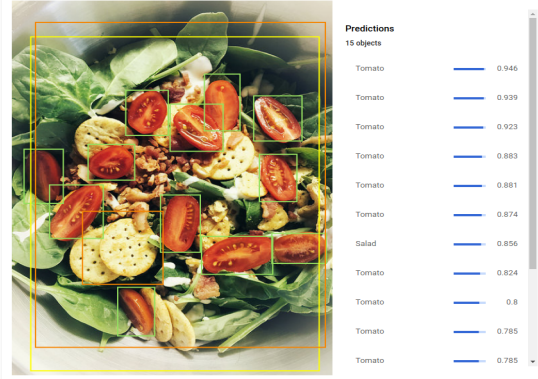 Predictions
15 objects
Tomato 0.946
Tomato 0.939
Tomato 0.923
Tomato 0.883
Tomato 0.881
Tomato 0.874
Salad 0.856
Tomato 0.824
Tomato 0.8
Tomato 0.785
Tomato 0.785